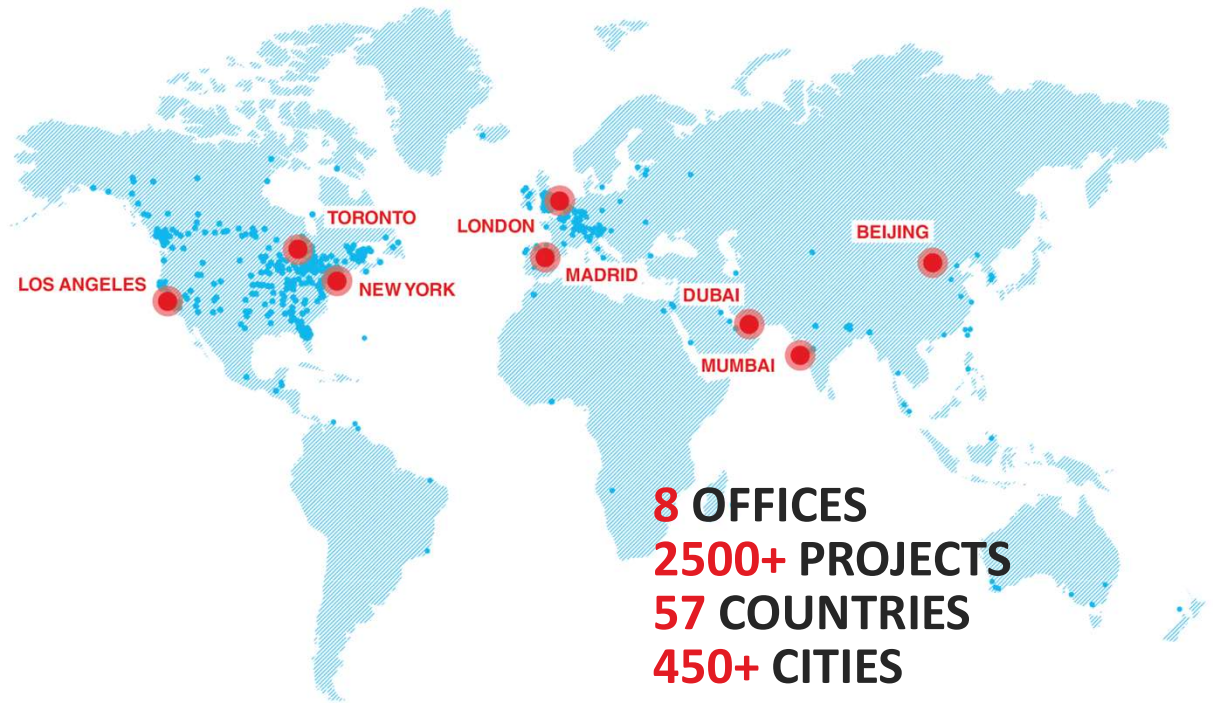 TORONTO
LONDON
BEIJING
LOS ANGELES
NEW YORK
MADRID
DUBAI
MUMBAI
8 OFFICES
2500+ PROJECTS
57 COUNTRIES
450+ CITIES